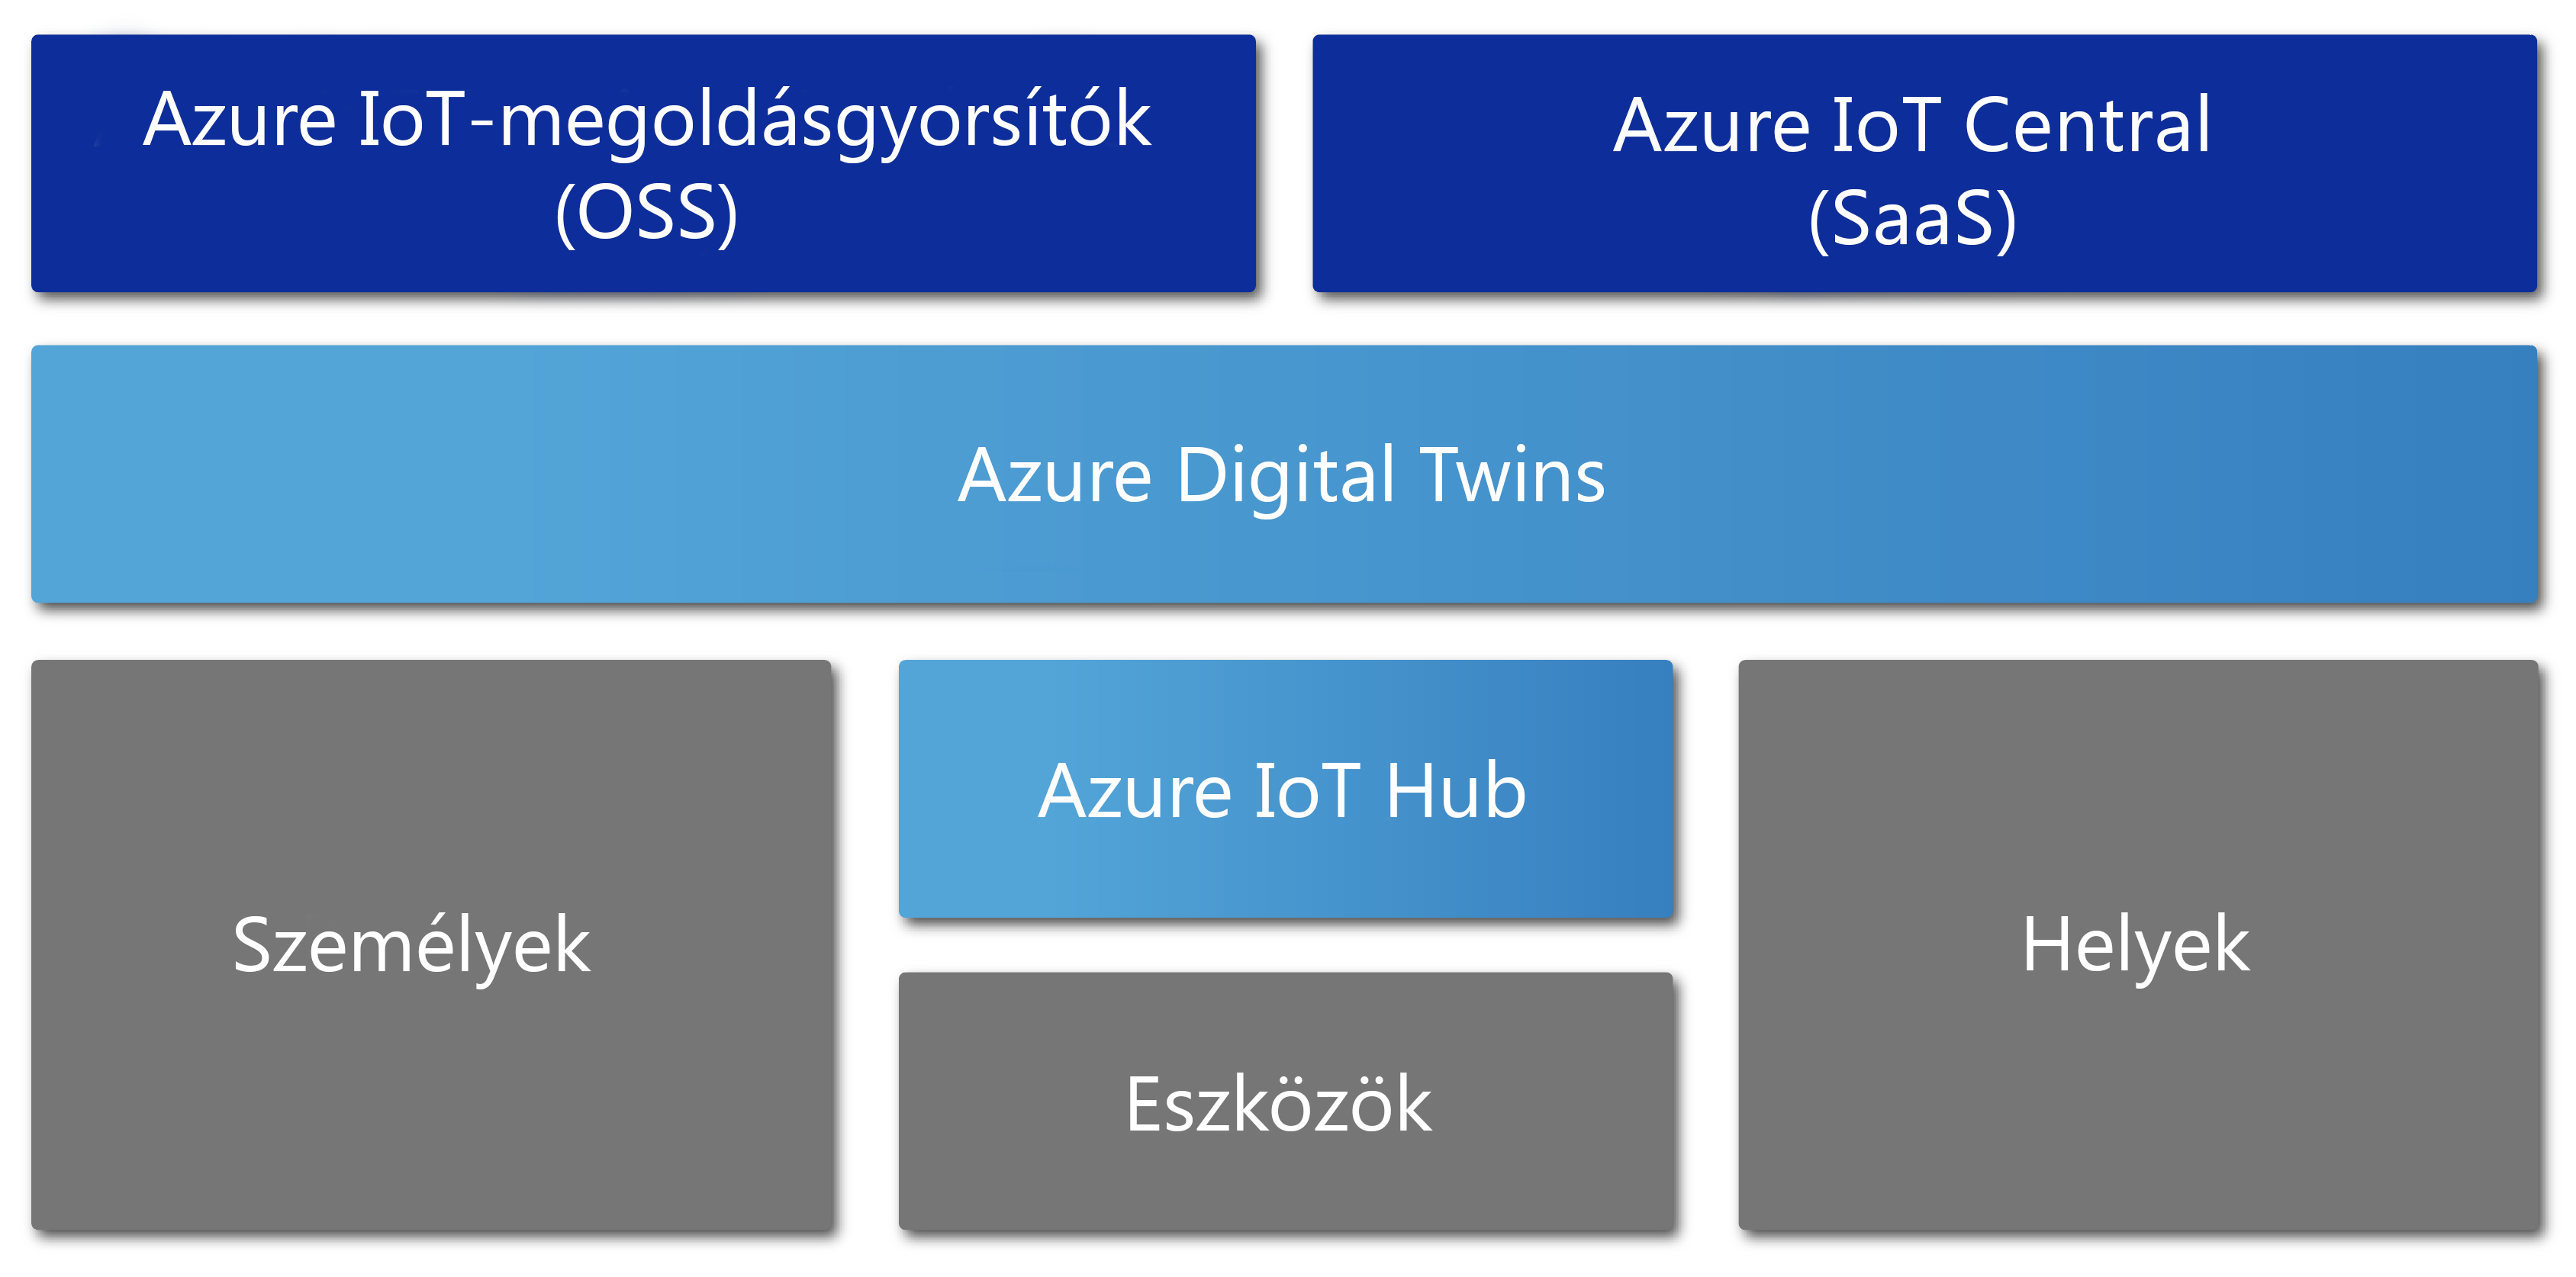 Azure IoT-megoldásgyorsítók
(OSS)
Azure IoT Central
(SaaS)
Azure Digital Twins
Személyek
Azure IoT Hub
Eszközök
Helyek